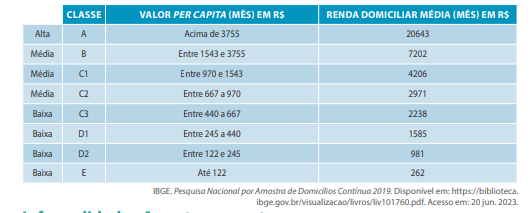 CLASSE VALOR PER CAPITA (MÊS) EM R$ RENDA DOMICILIAR MÉDIA (MÊS) EM R$
Alta A Acima de 3755 20643
Média B Entre 1543 e 3755 7202
Média C1 Entre 970 e 1543 4206
Média C2 Entre 667 a 970 2971
Baixa C3 Entre 440 a 667 2238
Baixa D1 Entre 245 a 440 1585
Baixa D2 Entre 122 e 245 981
Baixa E Até 122 262
IBGE. Pesquisa Nacional por Amostra de Domicílios Contínua 2019. Disponível em: https://biblioteca.
ibge.gov.br/visualizacao/livros/liv101760.pdf. Acesso em: 20 jun. 2023.